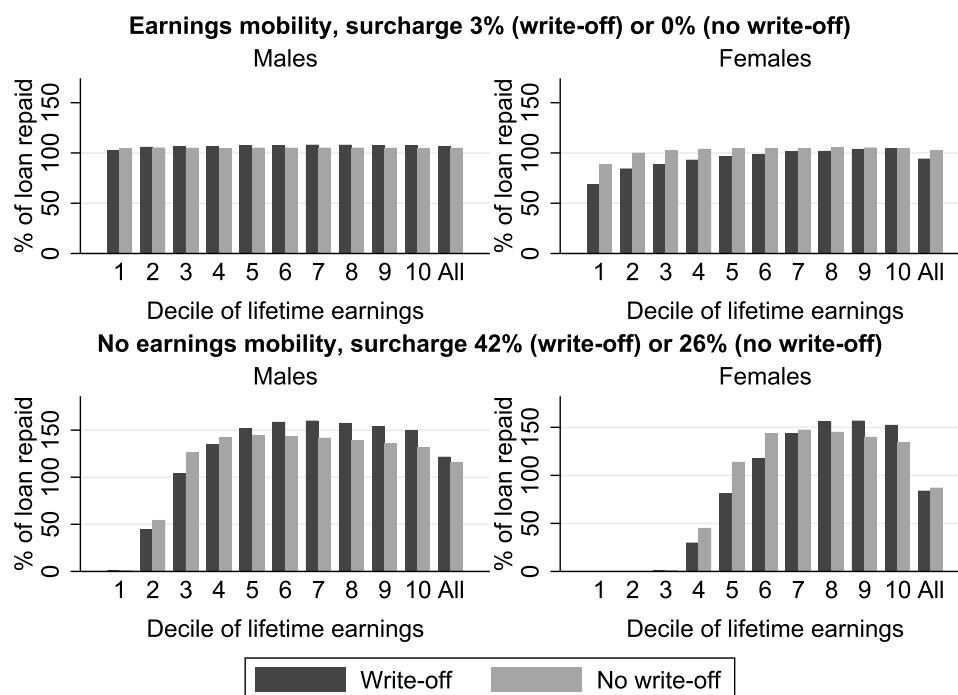 Earnings mobility, surcharge 3% (write-off) or 0% (no write-off)
Males
% of loan repaid
0 50 100 150
1 2 3 4 5 6 7 8 9 10 All
Decile of lifetime earnings
Females
% of loan repaid
0 50 100 150
1 2 3 4 5 6 7 8 9 10 All
Decile of lifetime earnings
No earnings mobility, surcharge 42% (write-off) or 26% (no write-off)
Males
% of loan repaid
0 50 100 150
1 2 3 4 5 6 7 8 9 10 All
Decile of lifetime earnings
Females
% of loan repaid
0 50 100 150
1 2 3 4 5 6 7 8 9 10 All
Decile of lifetime earnings
Write-off No write-off